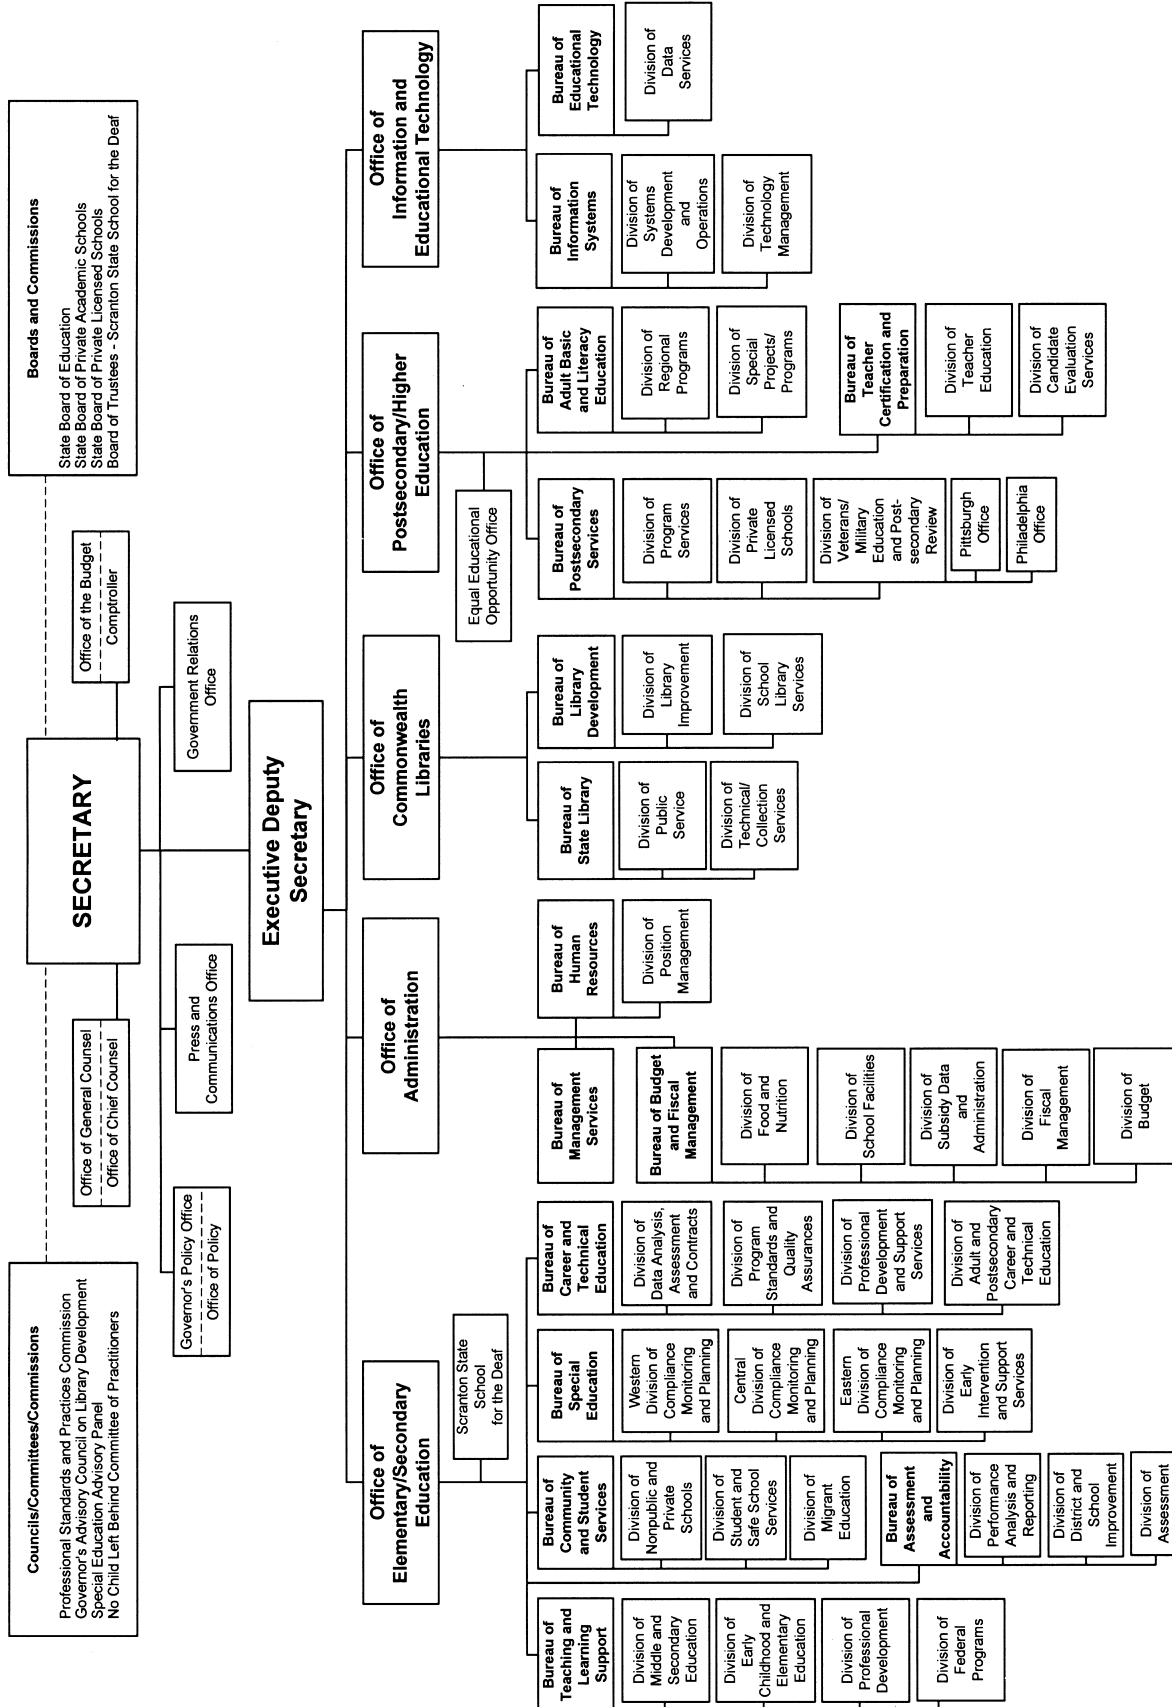 Councils/Committees/Commissions
Professional Standards and Practices Commission
Governor's Advisory Council on Library Development
Special Education Advisory Panel
No Child Left Behind Committee of Practitioners
SECRETARY
Boards and Commissions
State Board of Education
State Board of Private Academic Schools
State Board of Private Licensed Schools
Board of Trustees - Scranton State School for the Deaf
Office of General Counsel
Office of Chief Counsel
Office of the Budget
Comptroller
Governor's Policy Office
Office of Policy
Press and
Communications Office
Government Relations
Office
Executive Deputy
Secretary
Office of
Elementary/Secondary
Education
Office of
Administration
Office of
Commonwealth
Libraries
Office of
Postsecondary/Higher
Education
Office of
Information and
Educational Technology
Scranton State
School
for the Deaf
Equal Educational
Opportunity Office
Bureau of
Teaching and
Learning
Support
Division of
Middle and
Secondary
Education
Division of
Early
Childhood and
Elementary
Education
Division of
Professional
Development
Division of
Federal
Programs
Bureau of
Community
and Student
Services
Division of
Nonpublic and
Private
Schools
Division of
Student and
Safe School
Services
Division of
Migrant
Education
Bureau of
Assessment
and
Accountability
Division of
Performance
Analysis and
Reporting
Division of
District and
School
Improvement
Division of
Assessment
Bureau of
Special
Education
Western
Division of
Compliance
Monitoring
and Planning
Central
Division of
Compliance
Monitoring
and Planning
Eastern
Division of
Compliance
Monitoring
and Planning
Division of
Early
Intervention
and Support
Services
Bureau of
Career and
Technical
Education
Division of
Data Analysis,
Assessment
and Contracts
Division of
Program
Standards and
Quality
Assurances
Division of
Professional
Development
and Support
Services
Division of
Adult and
Postsecondary
Career and
Technical
Education
Bureau of
Management
Services
Bureau of Budget
and Fiscal
Management
Division of
Food and
Nutrition
Division of
School Facilities
Division of
Subsidy Data
and
Administration
Division of
Fiscal
Management
Division of
Budget
Bureau of
Human
Resources
Division of
Position
Management
Bureau of
State Library
Division of
Public
Service
Division of
Technical/
Collection
Services
Bureau of
Library
Development
Division of
Library
Improvement
Division of
School
Library
Services
Bureau of
Postsecondary
Services
Division of
Program
Services
Division of
Private
Licensed
Schools
Division of
Veterans/
Military
Education
and Post-
secondary
Review
Pittsburgh
Office
Philadelphia
Office
Bureau of
Adult Basic
and Literacy
Education
Division of
Regional
Programs
Division of
Special
Projects/
Programs
Bureau of
Teacher
Certification and
Preparation
Division of
Teacher
Education
Division of
Candidate
Evaluation
Services
Bureau of
Information
Systems
Division of
Systems
Development
and
Operations
Division of
Technology
Management
Bureau of
Educational
Technology
Division of
Data
Services